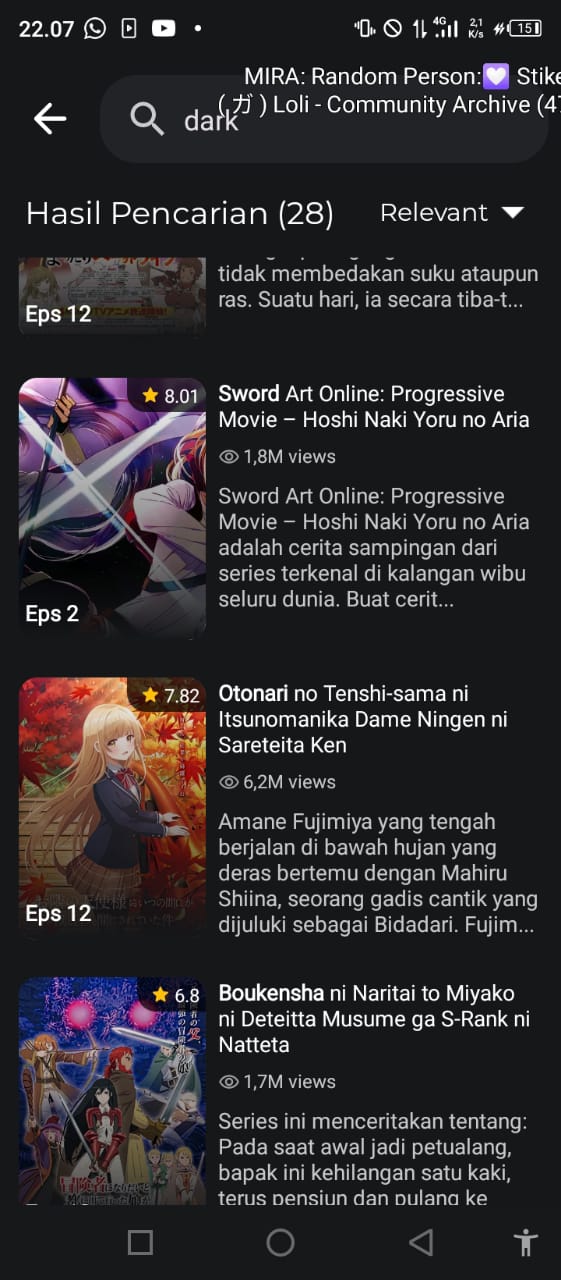 22.07
4G
2,1
K/s
15
MIRA: Random Person:💜 Stike
( ガ ) Loli - Community Archive (47
dark
Hasil Pencarian (28)
Relevant
tidak membedakan suku ataupun
ras. Suatu hari, ia secara tiba-t...
Eps 12
8.01
Sword Art Online: Progressive
Movie – Hoshi Naki Yoru no Aria
1,8M views
Sword Art Online: Progressive
Movie – Hoshi Naki Yoru no Aria
adalah cerita sampingan dari
series terkenal di kalangan wibu
seluru dunia. Buat cerit...
Eps 2
7.82
Otonari no Tenshi-sama ni
Itsunomanika Dame Ningen ni
Sareteita Ken
6,2M views
Amane Fujimiya yang tengah
berjalan di bawah hujan yang
deras bertemu dengan Mahiru
Shiina, seorang gadis cantik yang
dijuluki sebagai Bidadari. Fujim...
Eps 12
6.8
Boukensha ni Naritai to Miyako
ni Deteitta Musume ga S-Rank ni
Natteta
1,7M views
Series ini menceritakan tentang:
Pada saat awal jadi petualang,
bapak ini kehilangan satu kaki,
terus pensiun dan pulang ke